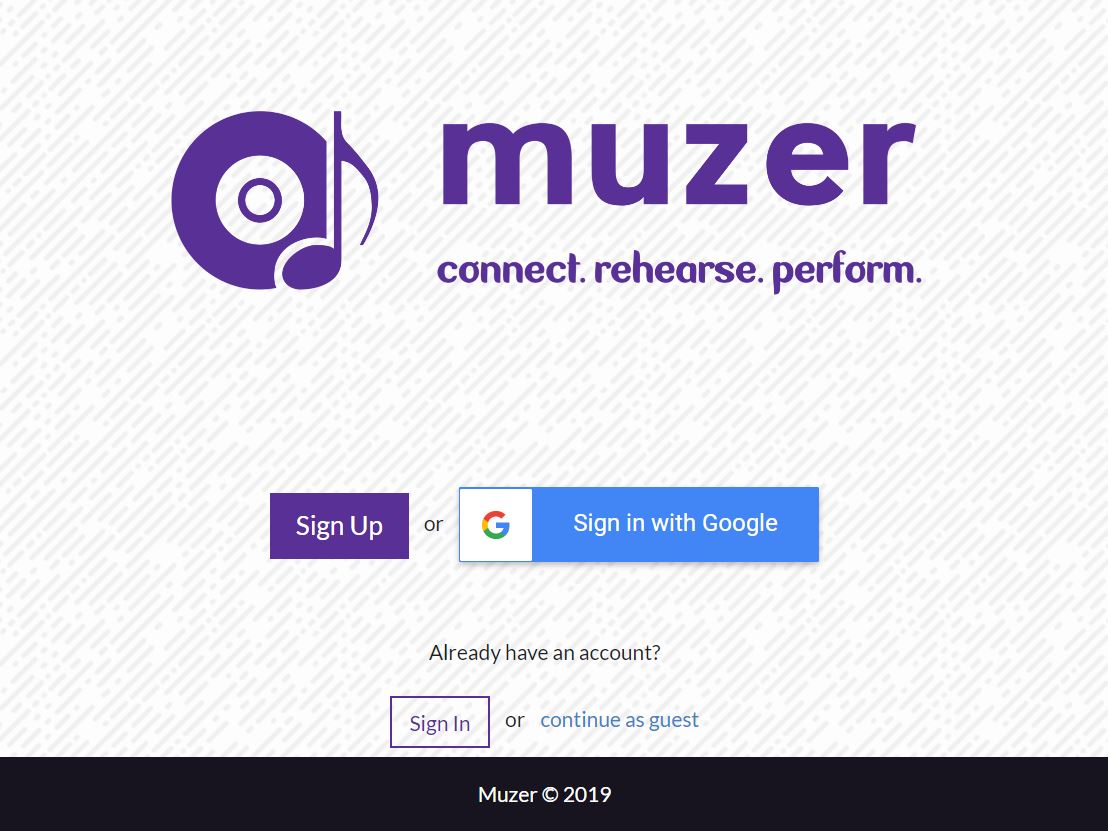 muzer
connect. rehearse. perform.
Sign Up or Sign in with Google
Already have an account?
Sign In or continue as guest
Muzer © 2019